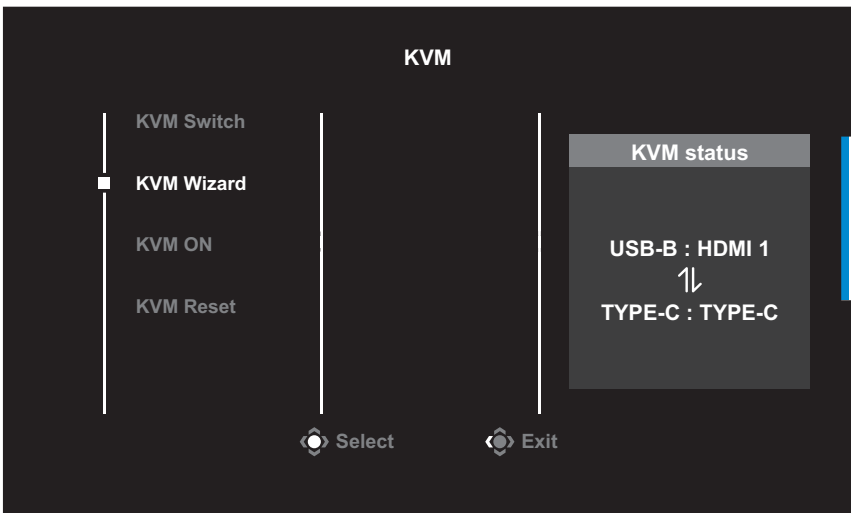 KVM
KVM Switch
KVM Wizard
KVM ON
KVM Reset
KVM status
USB-B : HDMI 1
TYPE-C : TYPE-C
Select
Exit